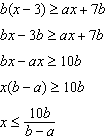 b(x − 3) ≥ ax + 7b
bx − 3b ≥ ax + 7b
bx − ax ≥ 10b
x(b − a) ≥ 10b
x ≤ 10b / (b − a)